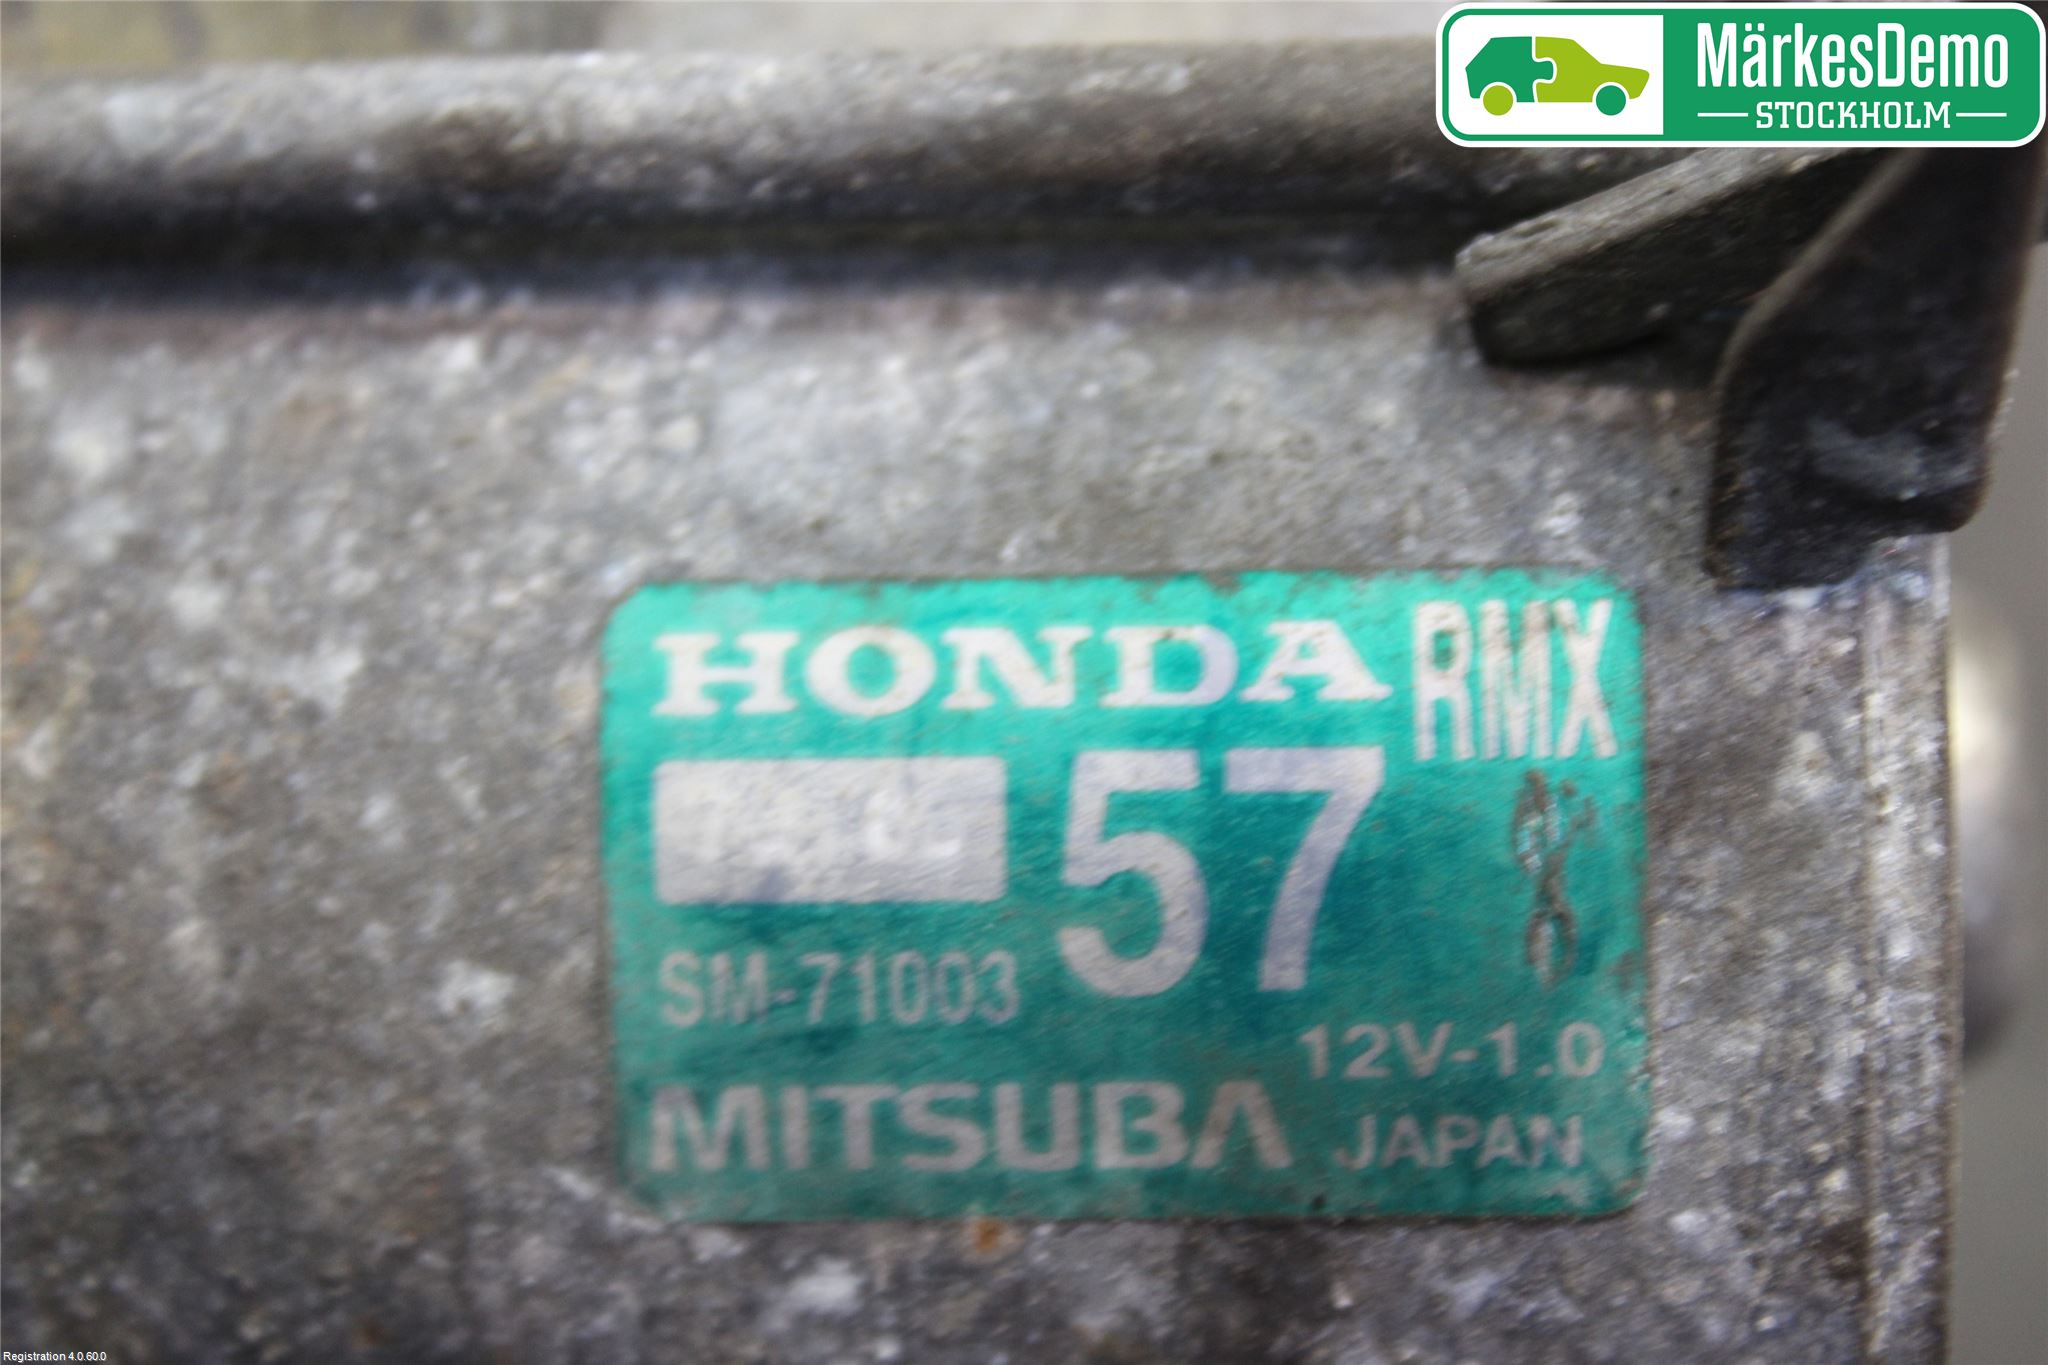 MärkesDemo
STOCKHOLM
HONDA RMX
57
SM-71003
12V-1.0
MITSUBA JAPAN
Registration 4.0.60.0